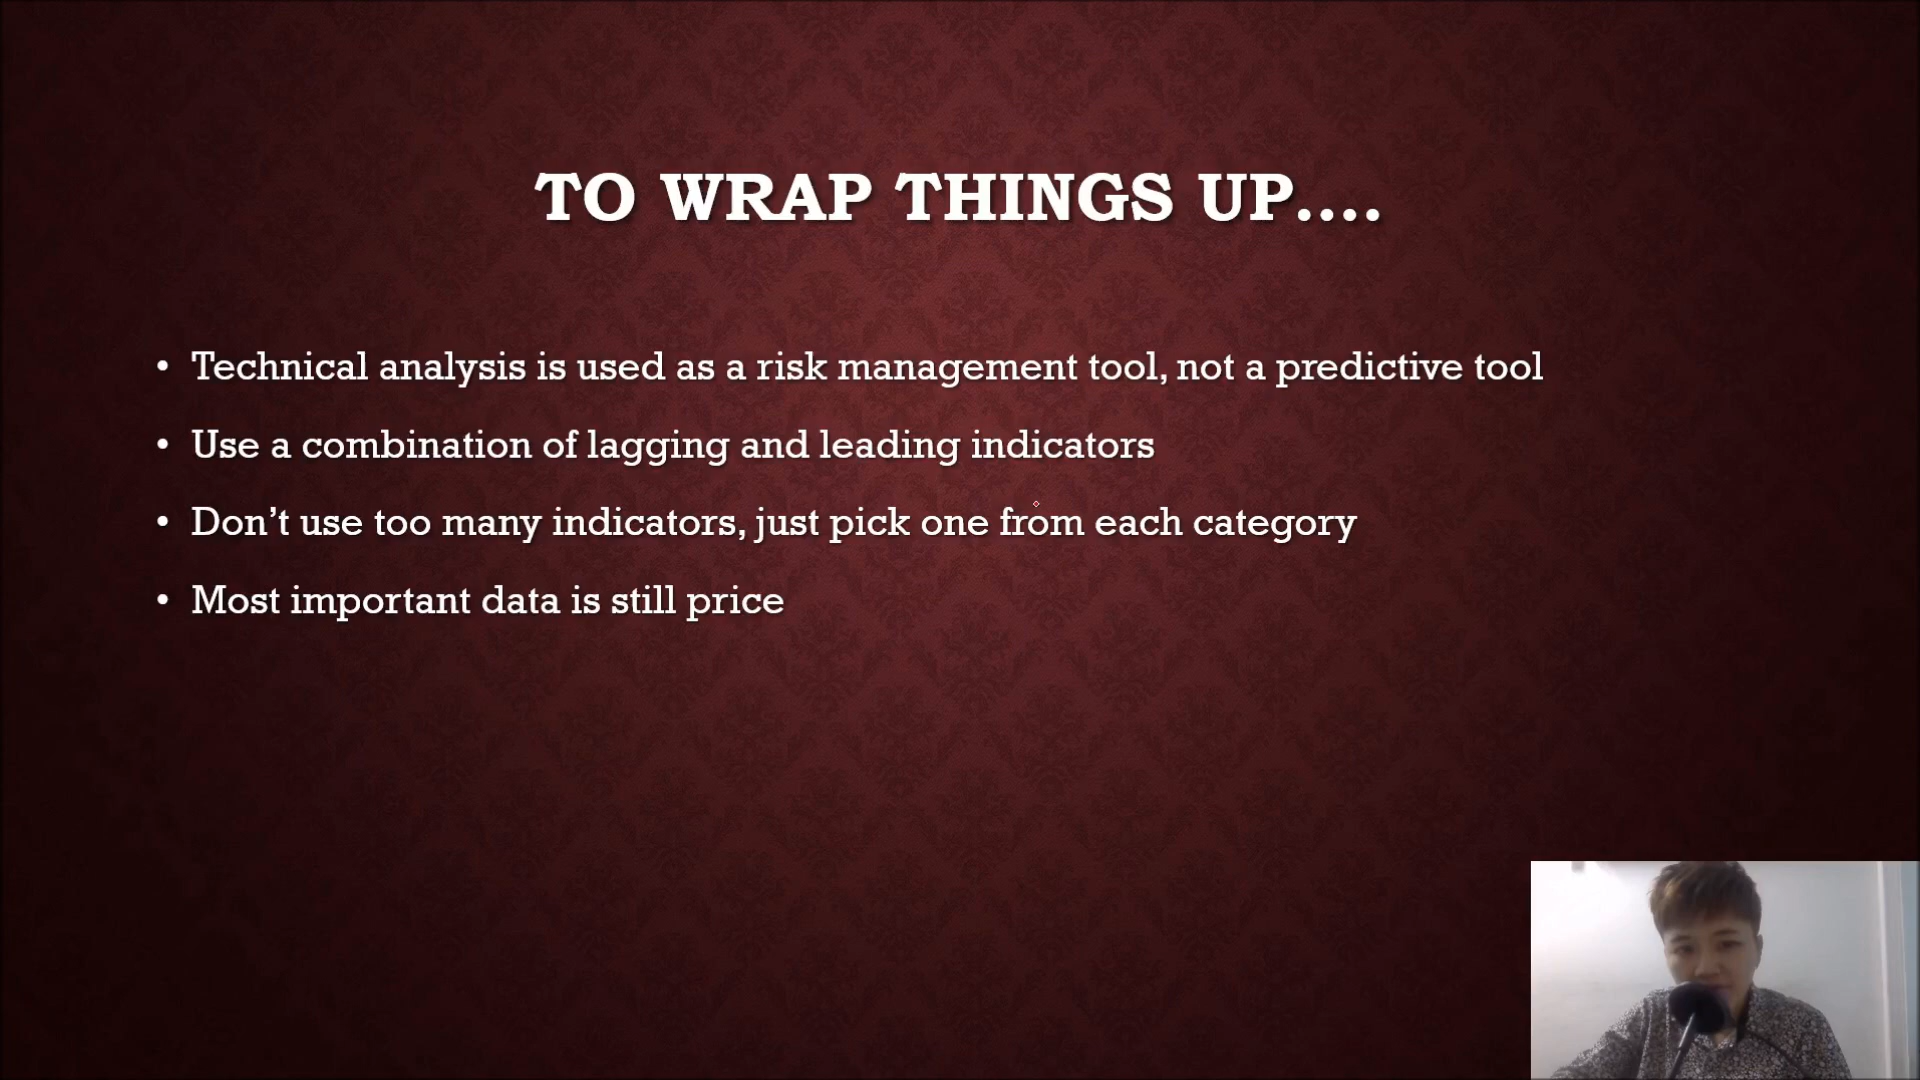 TO WRAP THINGS UP....
• Technical analysis is used as a risk management tool, not a predictive tool
• Use a combination of lagging and leading indicators
• Don’t use too many indicators, just pick one from each category
• Most important data is still price